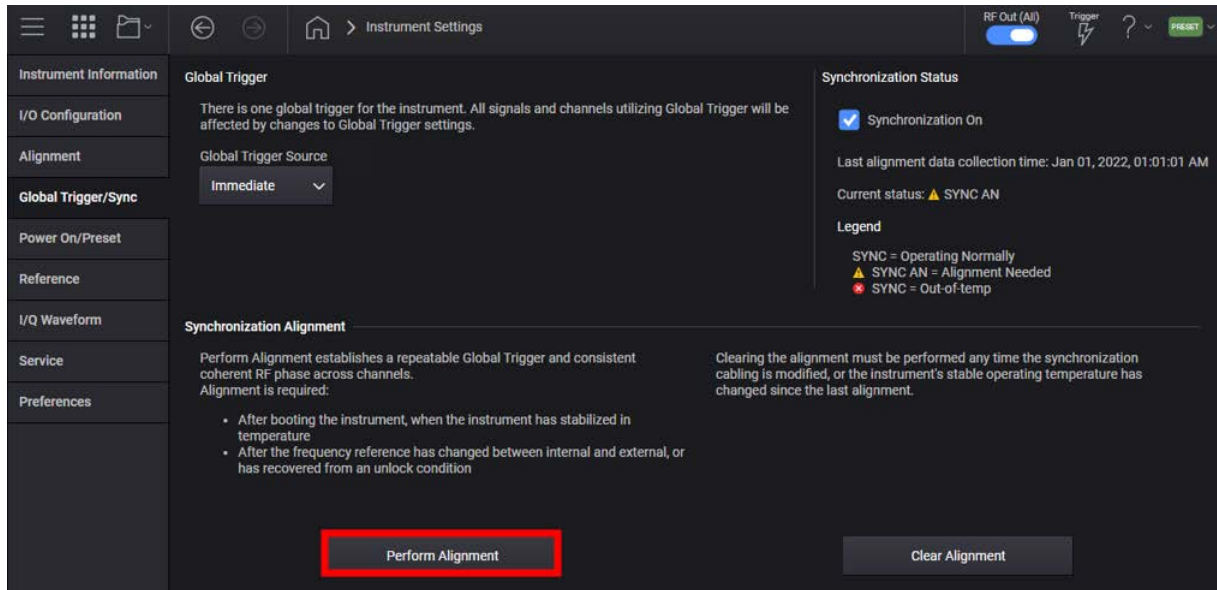 Instrument Settings
RF Out (All)
Trigger
?
PRESET
Instrument Information
I/O Configuration
Alignment
Global Trigger/Sync
Power On/Preset
Reference
I/Q Waveform
Service
Preferences
Global Trigger
There is one global trigger for the instrument. All signals and channels utilizing Global Trigger will be
affected by changes to Global Trigger settings.
Global Trigger Source
Immediate
Synchronization Status
Synchronization On
Last alignment data collection time: Jan 01, 2022, 01:01:01 AM
Current status: SYNC AN
Legend
SYNC = Operating Normally
SYNC AN = Alignment Needed
SYNC = Out-of-temp
Synchronization Alignment
Perform Alignment establishes a repeatable Global Trigger and consistent
coherent RF phase across channels.
Alignment is required:
• After booting the instrument, when the instrument has stabilized in
temperature
• After the frequency reference has changed between internal and external, or
has recovered from an unlock condition
Clearing the alignment must be performed any time the synchronization
cabling is modified, or the instrument's stable operating temperature has
changed since the last alignment.
Perform Alignment
Clear Alignment